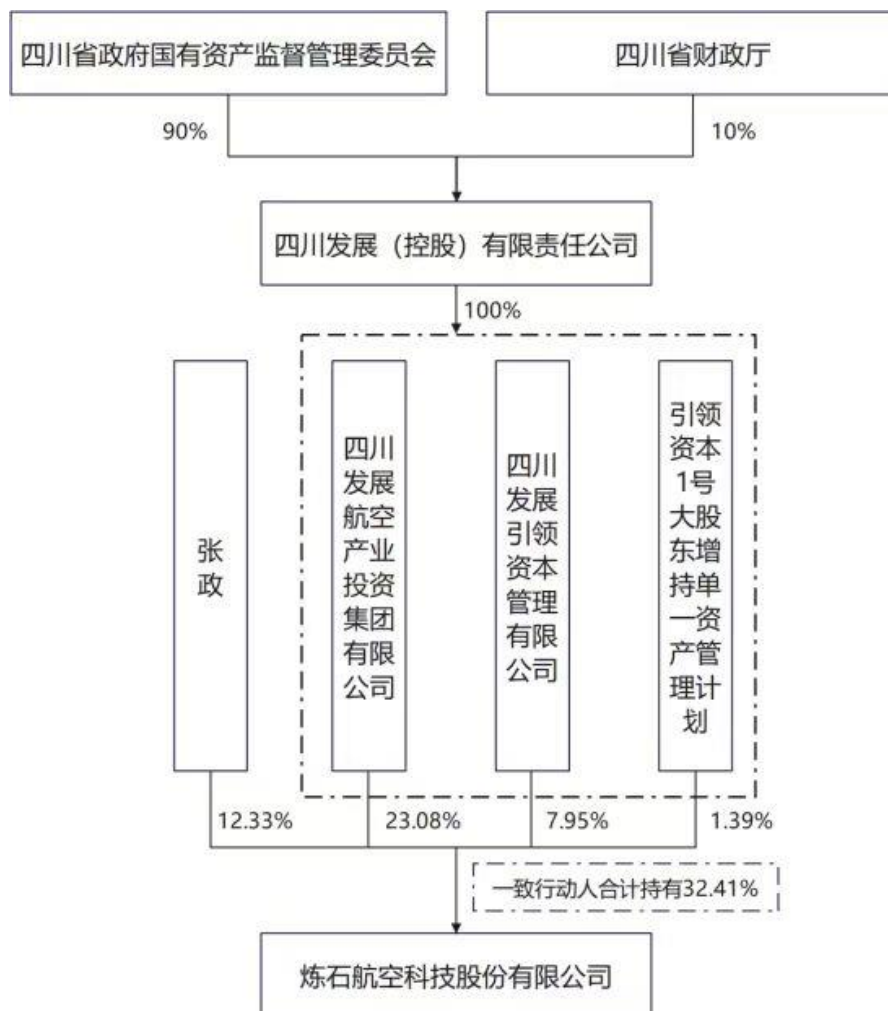 四川省政府国有资产监督管理委员会
四川省财政厅
90%
10%
四川发展（控股）有限责任公司
100%
张
政
四川
发展
航空
产业
投资
集团
有限
公司
四川
发展
引领
资本
管理
有限
公司
引领
资本
1号
大股
东增
持单
一资
产管
理计
划
12.33%
23.08%
7.95%
1.39%
一致行动人合计持有32.41%
炼石航空科技股份有限公司